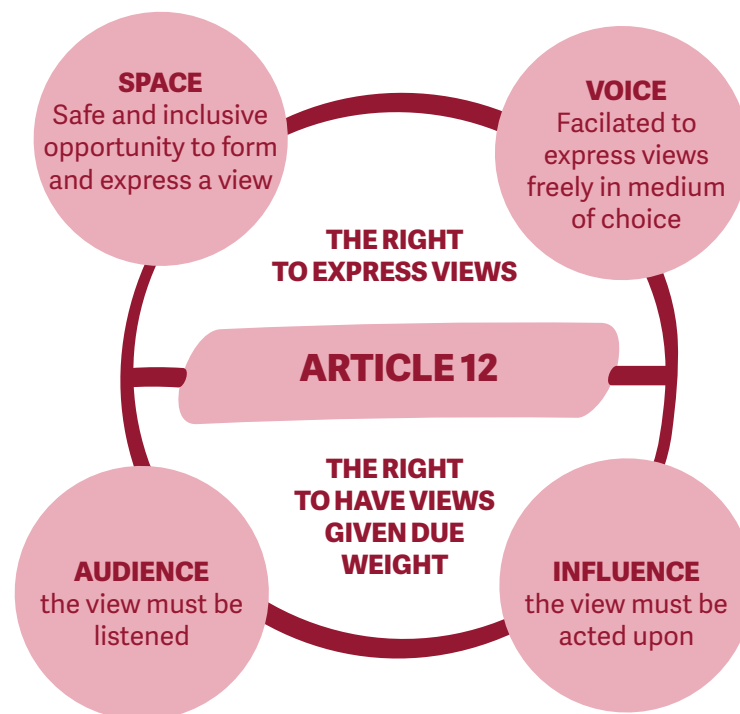 SPACE
Safe and inclusive
opportunity to form
and express a view
VOICE
Facilated to
express views
freely in medium
of choice
THE RIGHT
TO EXPRESS VIEWS
ARTICLE 12
THE RIGHT
TO HAVE VIEWS
GIVEN DUE
WEIGHT
AUDIENCE
the view must be
listened
INFLUENCE
the view must be
acted upon